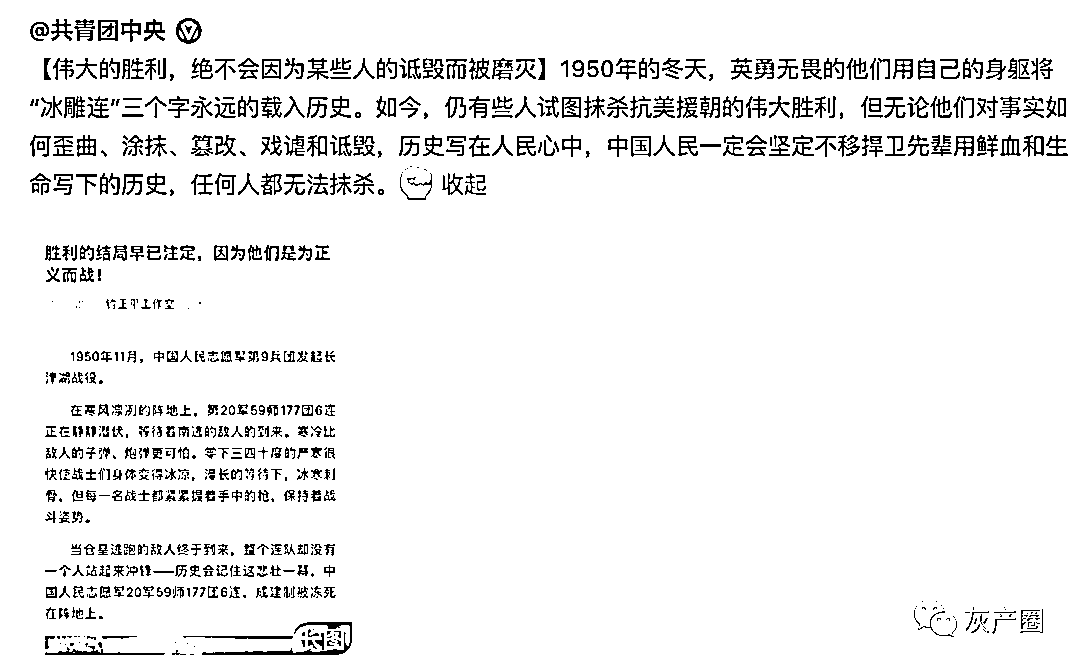 @共青团中央
【伟大的胜利，绝不会因为某些人的诋毁而被磨灭】1950年的冬天，英勇无畏的他们用自己的身躯将
“冰雕连”三个字永远的载入历史。如今，仍有些人试图抹杀抗美援朝的伟大胜利，但无论他们对事实如
何歪曲、涂抹、篡改、戏谑和诋毁，历史写在人民心中，中国人民一定会坚定不移捍卫先辈用鲜血和生
命写下的历史，任何人都无法抹杀。 收起
胜利的结局早已注定，因为他们是为正
义而战！
1950年11月，中国人民志愿军第9兵团发起长
津湖战役。
在寒风凛冽的阵地上，第20军59师177团6连
正在静静潜伏，等待着南逃的敌人的到来。寒冷比
敌人的子弹、炮弹更可怕。零下三四十度的严寒很
快使战士们身体变得冰凉，漫长的等待下，冰寒刺
骨，但每一名战士都紧紧握着手中的枪，保持着战
斗姿势。
当仓皇逃跑的敌人终于到来，整个连队却没有
一个人站起来冲锋——历史会记住这悲壮一幕，中
国人民志愿军20军59师177团6连，成建制被冻死
在阵地上。
长图
灰产圈